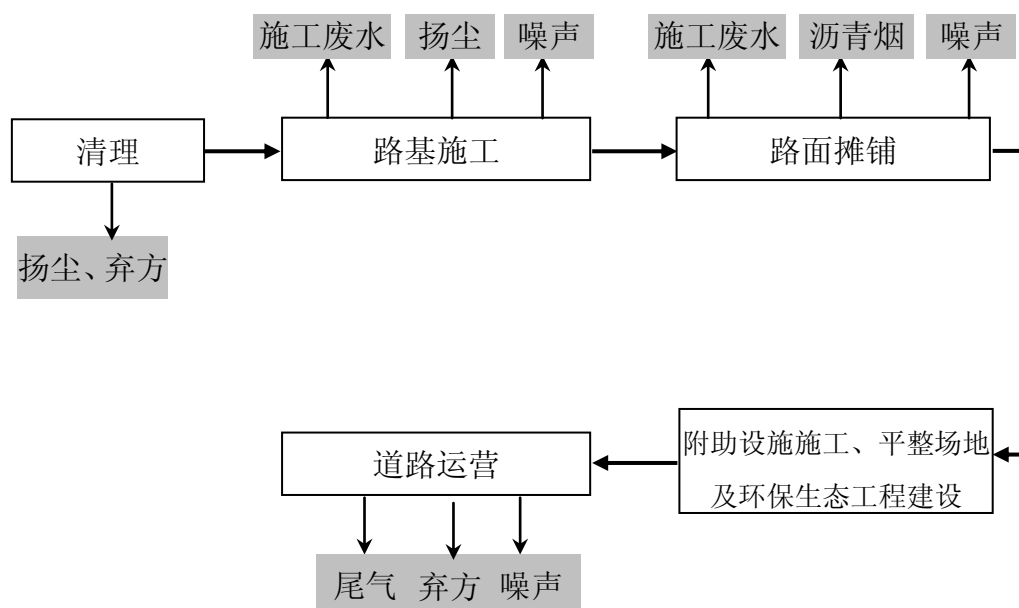 施工废水 扬尘 噪声 施工废水 沥青烟 噪声
清理 路基施工 路面摊铺
扬尘、弃方
附助设施施工、平整场地
及环保生态工程建设
道路运营
尾气 弃方 噪声